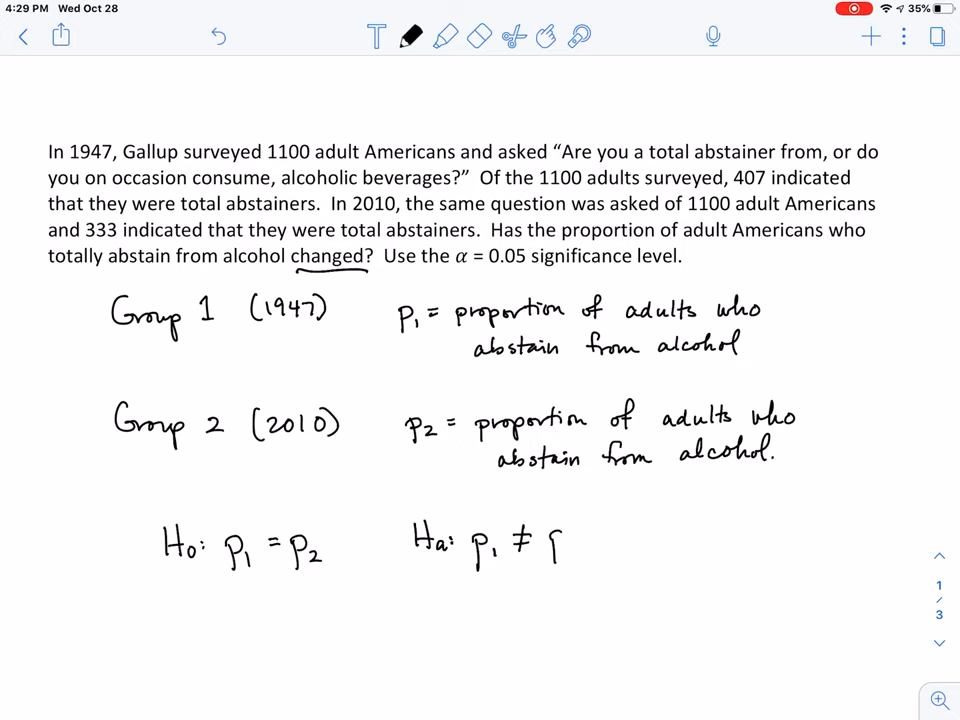 4:29 PM Wed Oct 28
35%
In 1947, Gallup surveyed 1100 adult Americans and asked “Are you a total abstainer from, or do
you on occasion consume, alcoholic beverages?” Of the 1100 adults surveyed, 407 indicated
that they were total abstainers. In 2010, the same question was asked of 1100 adult Americans
and 333 indicated that they were total abstainers. Has the proportion of adult Americans who
totally abstain from alcohol changed? Use the α = 0.05 significance level.
Group 1 (1947) p₁ = proportion of adults who
abstain from alcohol
Group 2 (2010) p₂ = proportion of adults who
abstain from alcohol.
H₀: p₁ = p₂ Hₐ: p₁ ≠
1
/
3